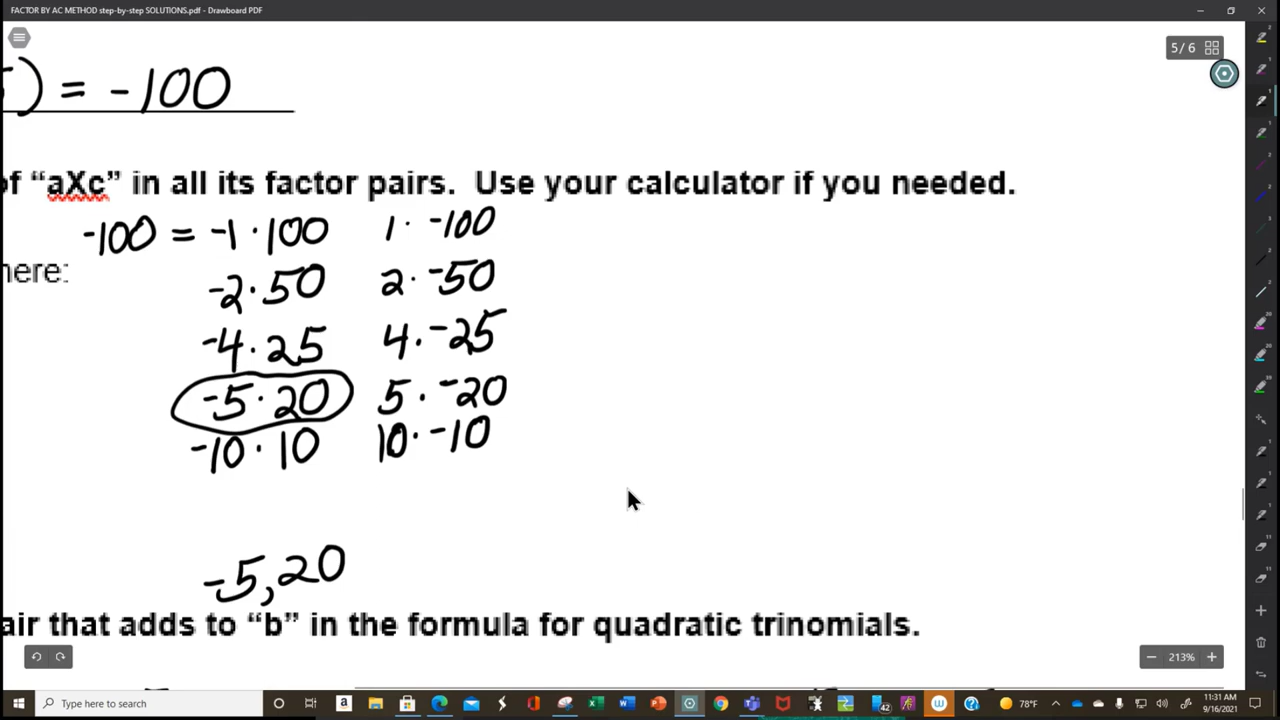 FACTOR BY AC METHOD step-by-step SOLUTIONS.pdf - Drawboard PDF
5 / 6
5) = -100
of “aXc” in all its factor pairs.  Use your calculator if you needed.
-100 = -1 · 100 1 · -100
here:
-2 · 50 2 · -50
-4 · 25 4 · -25
-5 · 20 5 · -20
-10 · 10 10 · -10
-5, 20
air that adds to “b” in the formula for quadratic trinomials.
213%
Type here to search
42
78°F
11:31 AM
9/16/2021